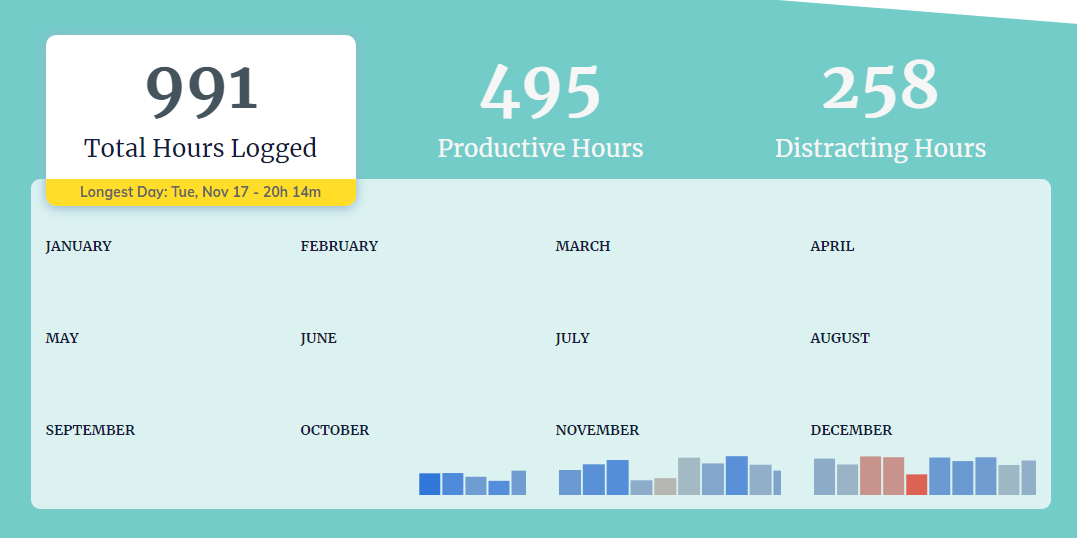 991
Total Hours Logged
Longest Day: Tue, Nov 17 - 20h 14m
495
Productive Hours
258
Distracting Hours
JANUARY
FEBRUARY
MARCH
APRIL
MAY
JUNE
JULY
AUGUST
SEPTEMBER
OCTOBER
NOVEMBER
DECEMBER